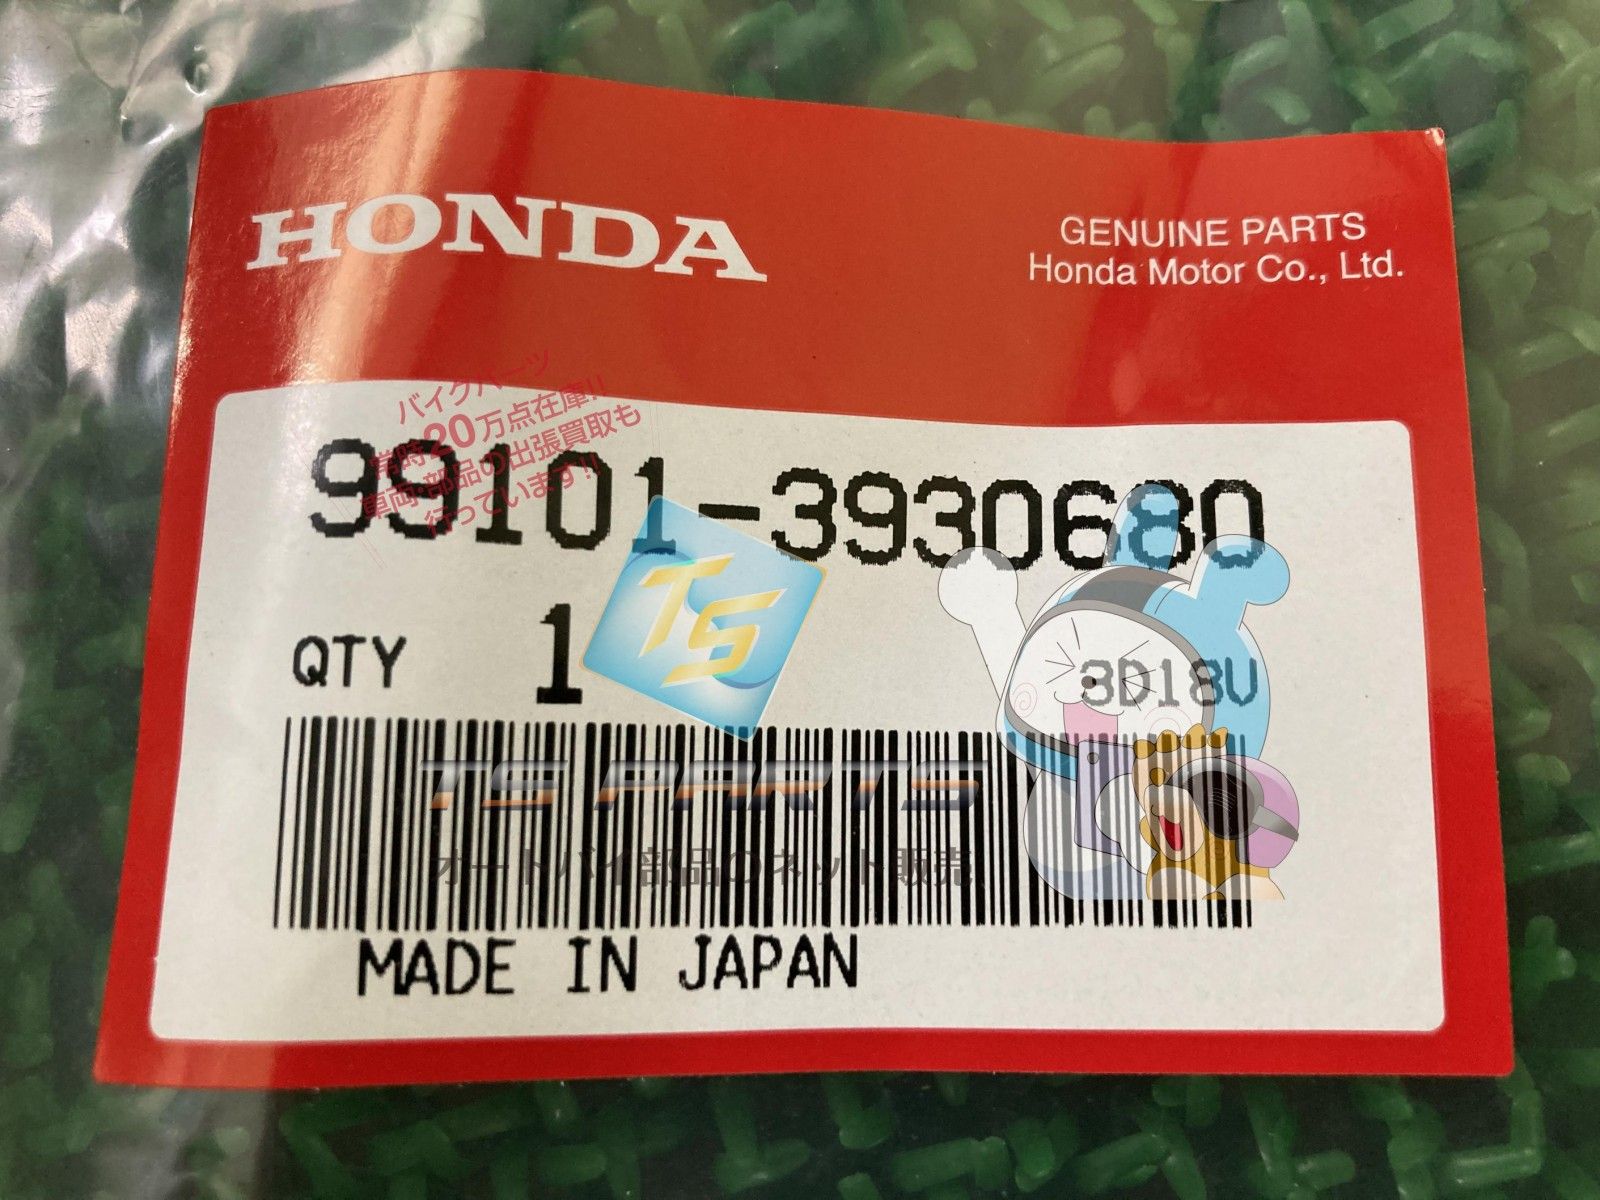 HONDA
GENUINE PARTS
Honda Motor Co., Ltd.
バイクパーツ
常時20万点在庫!!
車両・部品の出張買取も
行っています!!
99101-3930680
TS
QTY 1
3D18U
TS PARTS
オートバイ部品のネット販売
MADE IN JAPAN